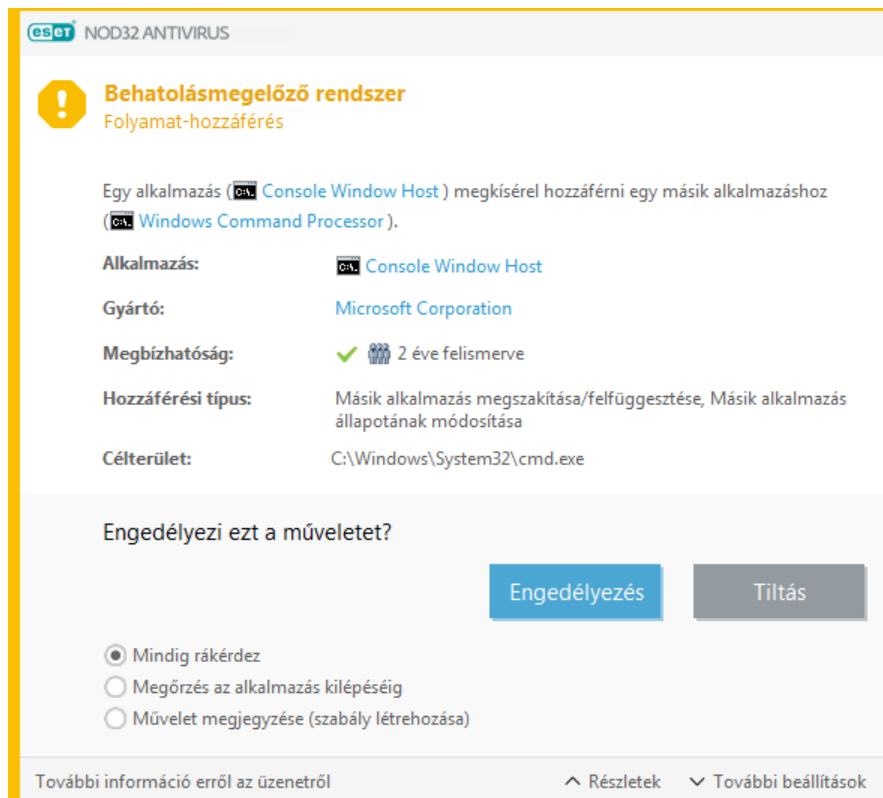 eset NOD32 ANTIVIRUS
Behatolásmegelőző rendszer
Folyamat-hozzáférés
Egy alkalmazás ( Console Window Host ) megkísérel hozzáférni egy másik alkalmazáshoz
( Windows Command Processor ).
Alkalmazás: Console Window Host
Gyártó: Microsoft Corporation
Megbízhatóság: 2 éve felismerve
Hozzáférési típus: Másik alkalmazás megszakítása/felfüggesztése, Másik alkalmazás
állapotának módosítása
Célterület: C:\Windows\System32\cmd.exe
Engedélyezi ezt a műveletet?
Engedélyezés Tiltás
Mindig rákérdez
Megőrzés az alkalmazás kilépéséig
Művelet megjegyzése (szabály létrehozása)
További információ erről az üzenetről Részletek További beállítások